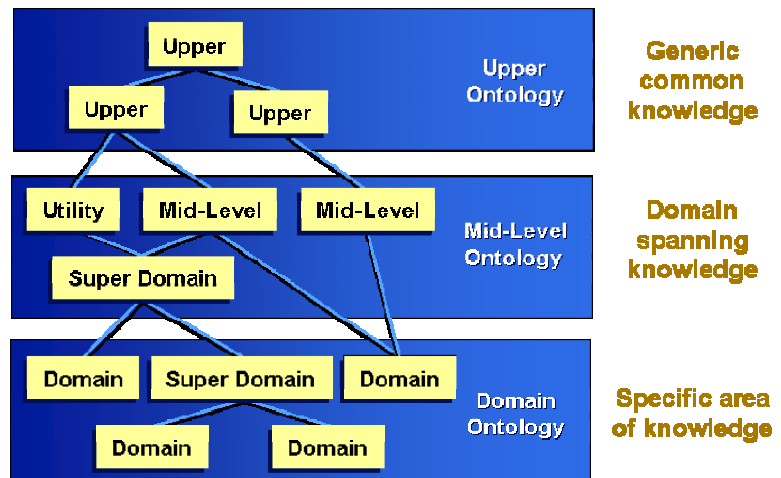 Upper
Upper
Upper
Upper
Ontology
Generic
common
knowledge
Utility
Mid-Level
Mid-Level
Super Domain
Mid-Level
Ontology
Domain
spanning
knowledge
Domain
Super Domain
Domain
Domain
Domain
Domain
Ontology
Specific area
of knowledge